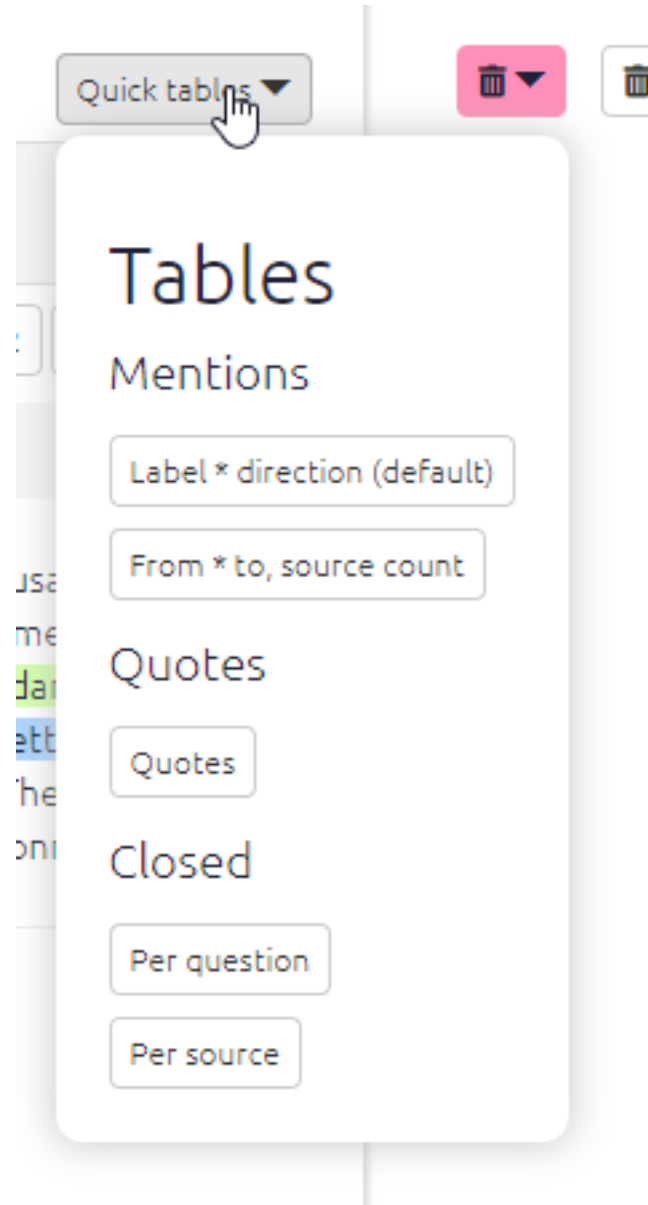 Quick tables
Tables
Mentions
Label * direction (default)
From * to, source count
Quotes
Quotes
Closed
Per question
Per source